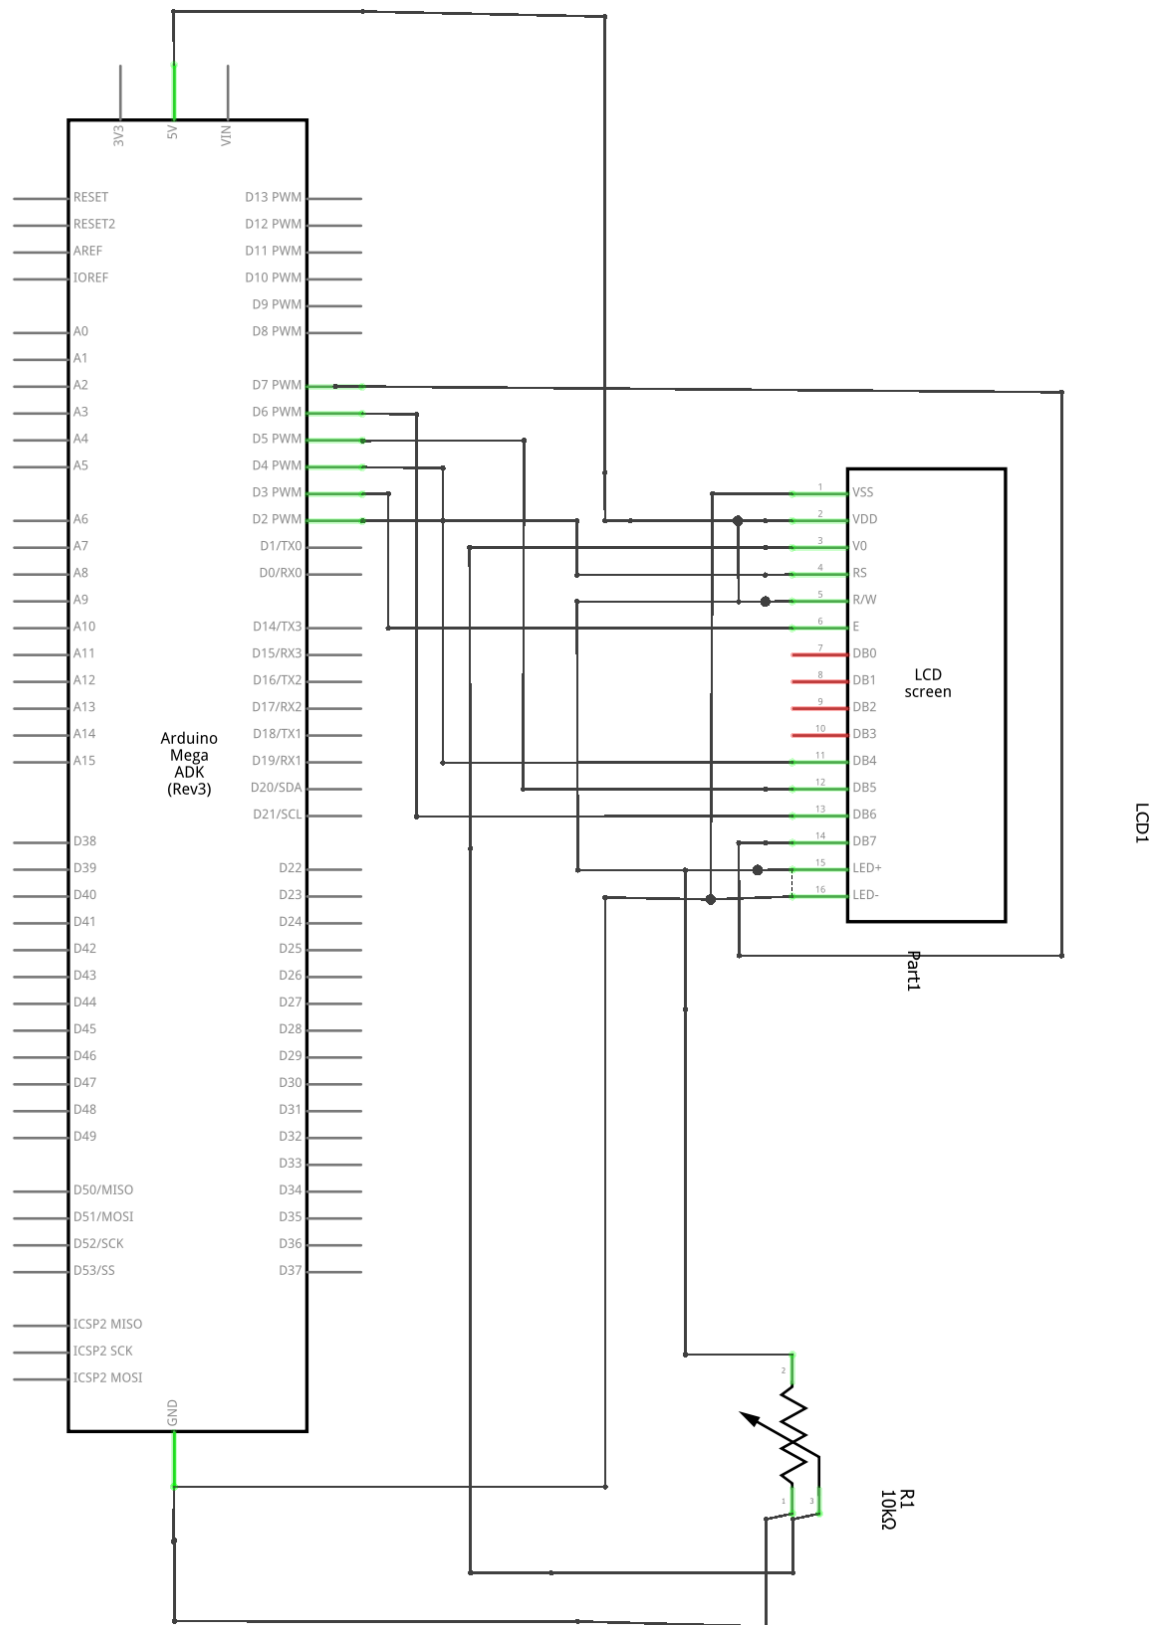 3V3
5V
VIN
RESET
D13 PWM
RESET2
D12 PWM
AREF
D11 PWM
IOREF
D10 PWM
D9 PWM
A0
D8 PWM
A1
A2
D7 PWM
A3
D6 PWM
A4
D5 PWM
A5
D4 PWM
D3 PWM
A6
D2 PWM
A7
D1/TX0
A8
D0/RX0
A9
A10
D14/TX3
A11
D15/RX3
A12
D16/TX2
A13
D17/RX2
A14
D18/TX1
A15
D19/RX1
D20/SDA
D21/SCL
Arduino
Mega
ADK
(Rev3)
D38
D39
D22
D40
D23
D41
D24
D42
D25
D43
D26
D44
D27
D45
D28
D46
D29
D47
D30
D48
D31
D49
D32
D33
D50/MISO
D34
D51/MOSI
D35
D52/SCK
D36
D53/SS
D37
ICSP2 MISO
ICSP2 SCK
ICSP2 MOSI
GND
1 VSS
2 VDD
3 V0
4 RS
5 R/W
6 E
7 DB0
8 DB1
9 DB2
10 DB3
11 DB4
12 DB5
13 DB6
14 DB7
15 LED+
16 LED-
LCD
screen
Part1
LCD1
2
1
3
R1
10kΩ